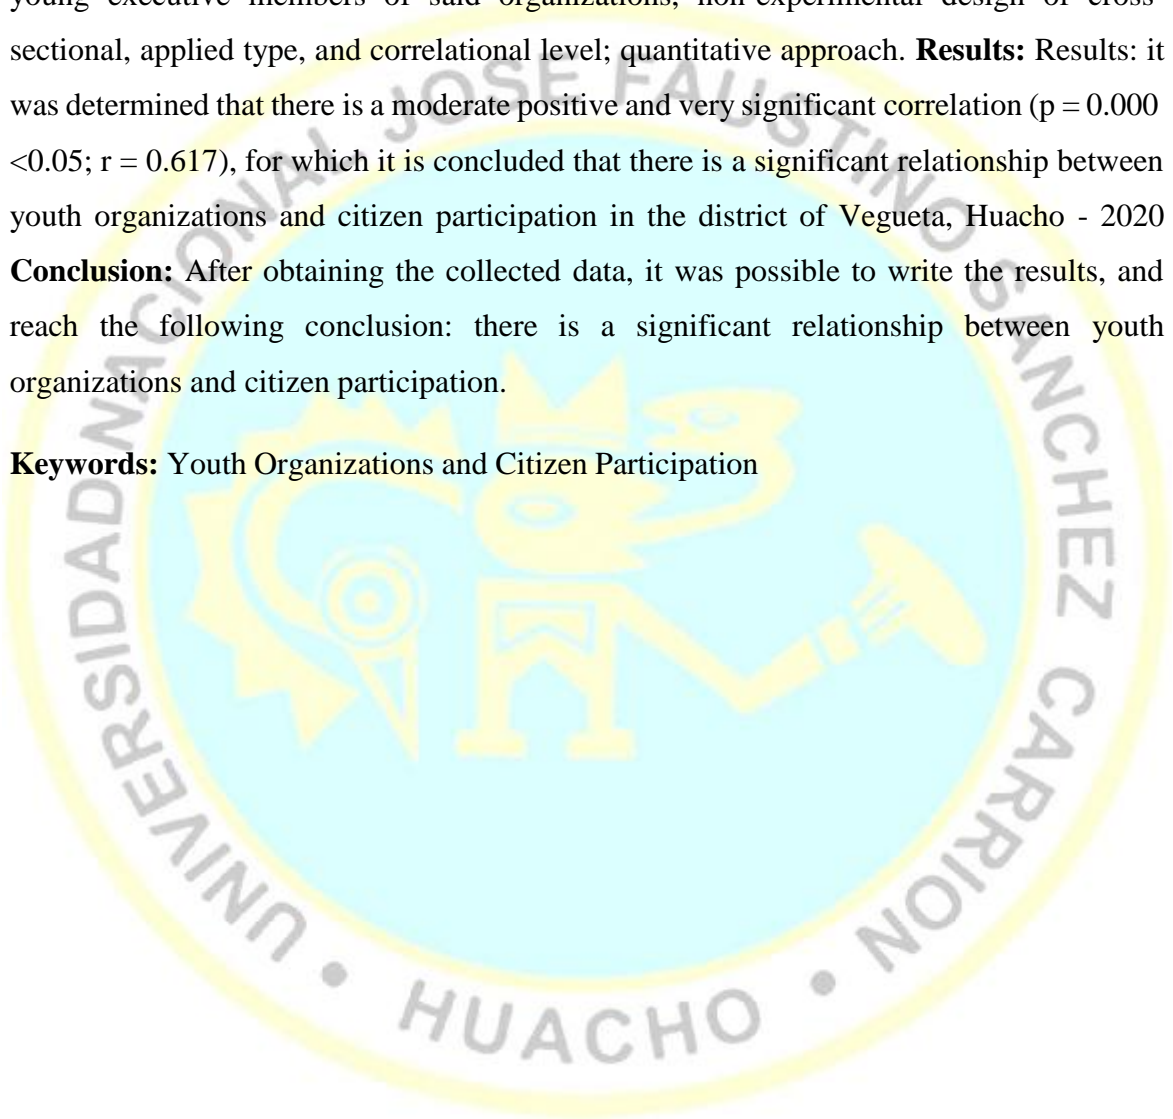 young executive members of said organizations, non-experimental design of cross-
sectional, applied type, and correlational level; quantitative approach. Results: Results: it
was determined that there is a moderate positive and very significant correlation (p = 0.000
<0.05; r = 0.617), for which it is concluded that there is a significant relationship between
youth organizations and citizen participation in the district of Vegueta, Huacho - 2020
Conclusion: After obtaining the collected data, it was possible to write the results, and
reach the following conclusion: there is a significant relationship between youth
organizations and citizen participation.
Keywords: Youth Organizations and Citizen Participation
UNIVERSIDAD NACIONAL JOSE FAUSTINO SANCHEZ CARRION
• HUACHO •